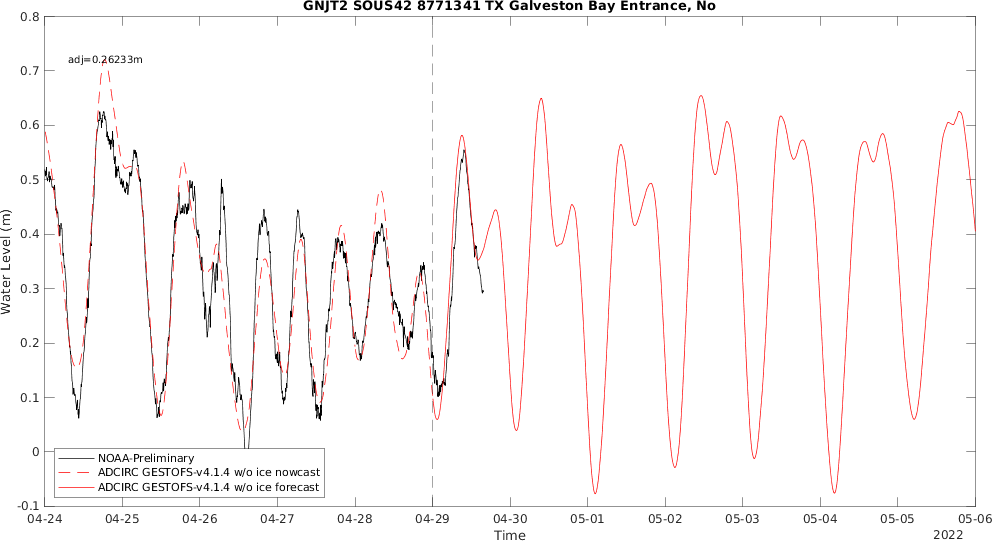 GNJT2 SOUS42 8771341 TX Galveston Bay Entrance, No
adj=0.26233m
Water Level (m)
0.8
0.7
0.6
0.5
0.4
0.3
0.2
0.1
0
-0.1
NOAA-Preliminary
ADCIRC GESTOFS-v4.1.4 w/o ice nowcast
ADCIRC GESTOFS-v4.1.4 w/o ice forecast
04-24 04-25 04-26 04-27 04-28 04-29 04-30 05-01 05-02 05-03 05-04 05-05 05-06
Time
2022